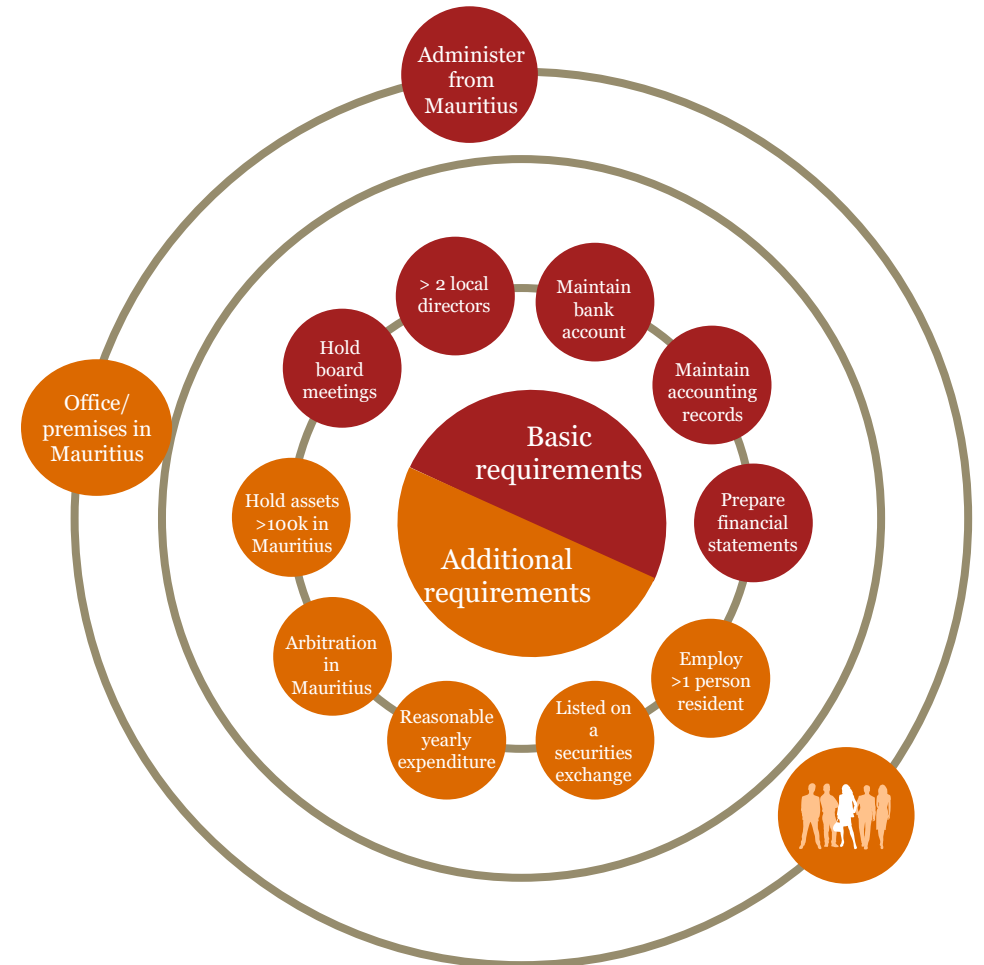 Administer
from
Mauritius
> 2 local
directors
Maintain
bank
account
Hold
board
meetings
Maintain
accounting
records
Office/
premises in
Mauritius
Basic
requirements
Hold assets
>100k in
Mauritius
Prepare
financial
statements
Additional
requirements
Arbitration
in
Mauritius
Employ
>1 person
resident
Reasonable
yearly
expenditure
Listed on
a
securities
exchange